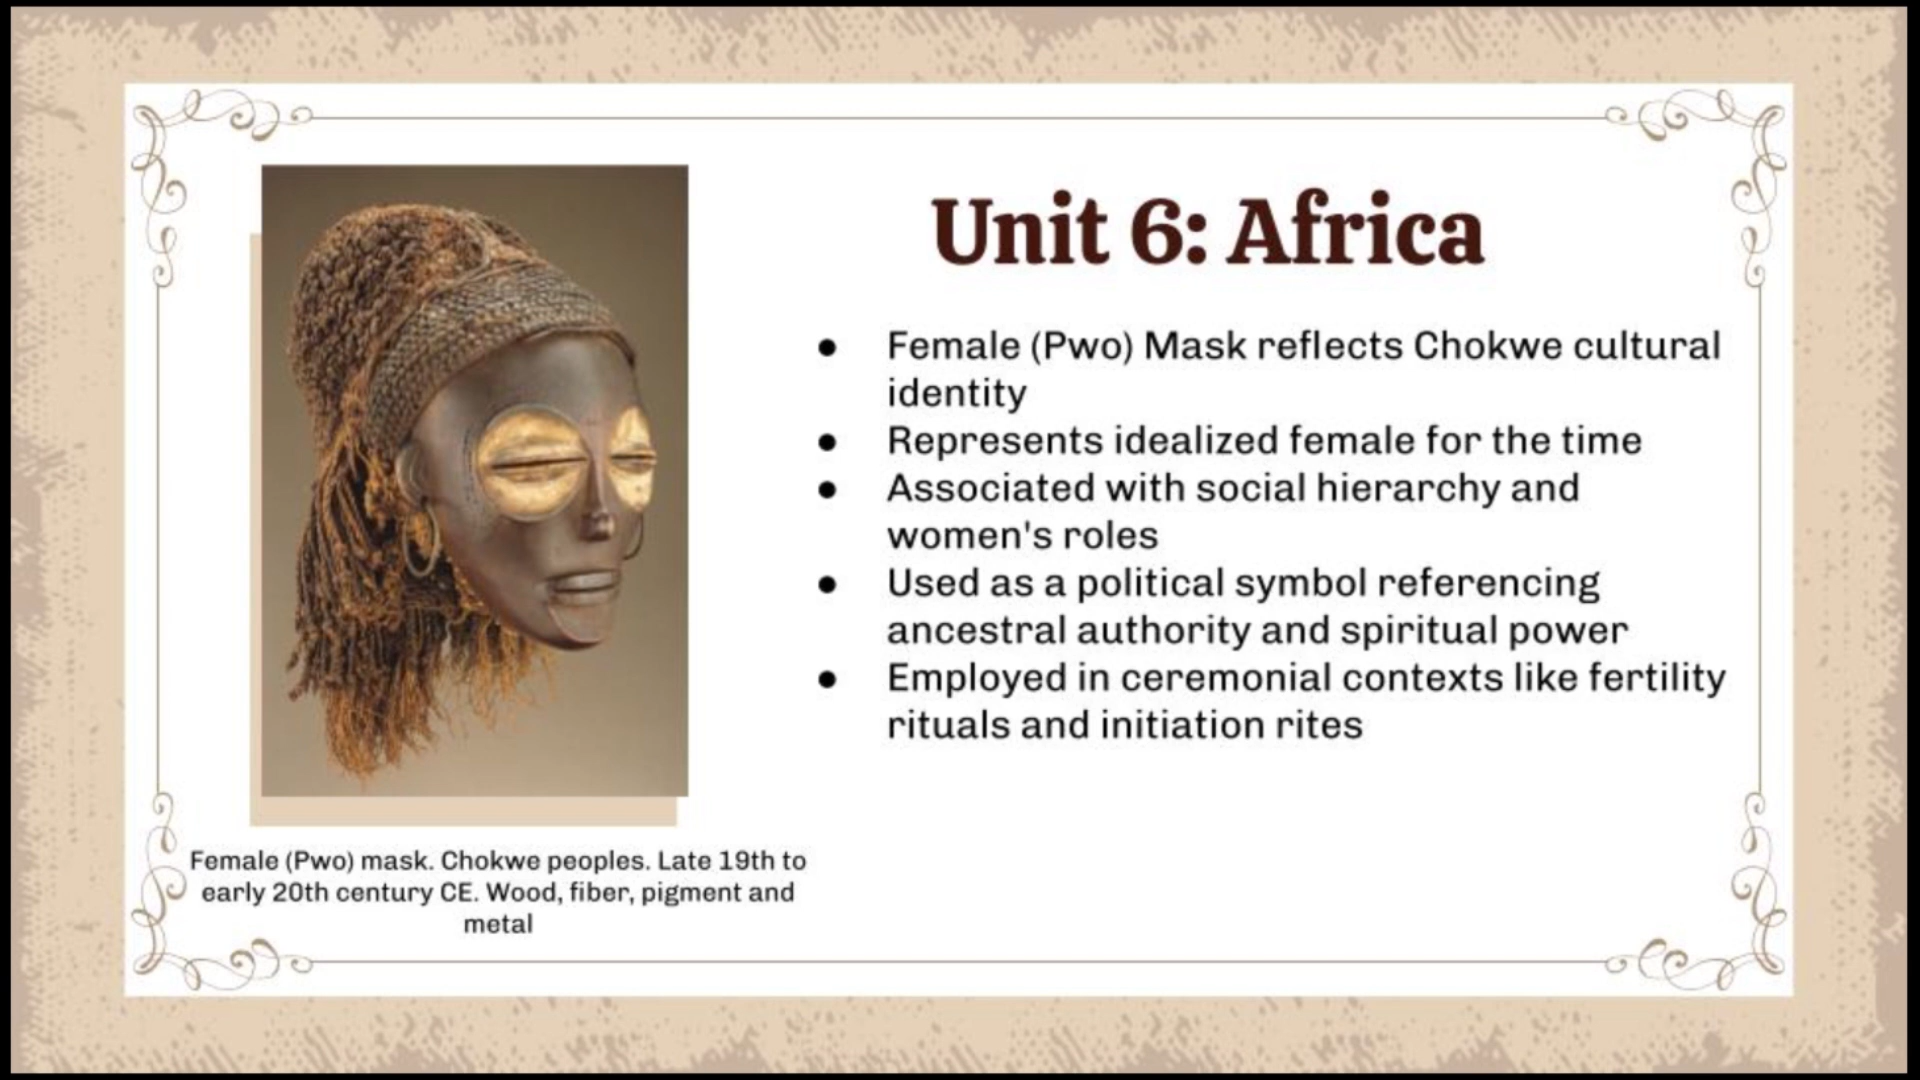 Unit 6: Africa
● Female (Pwo) Mask reflects Chokwe cultural
identity
● Represents idealized female for the time
● Associated with social hierarchy and
women's roles
● Used as a political symbol referencing
ancestral authority and spiritual power
● Employed in ceremonial contexts like fertility
rituals and initiation rites
Female (Pwo) mask. Chokwe peoples. Late 19th to
early 20th century CE. Wood, fiber, pigment and
metal